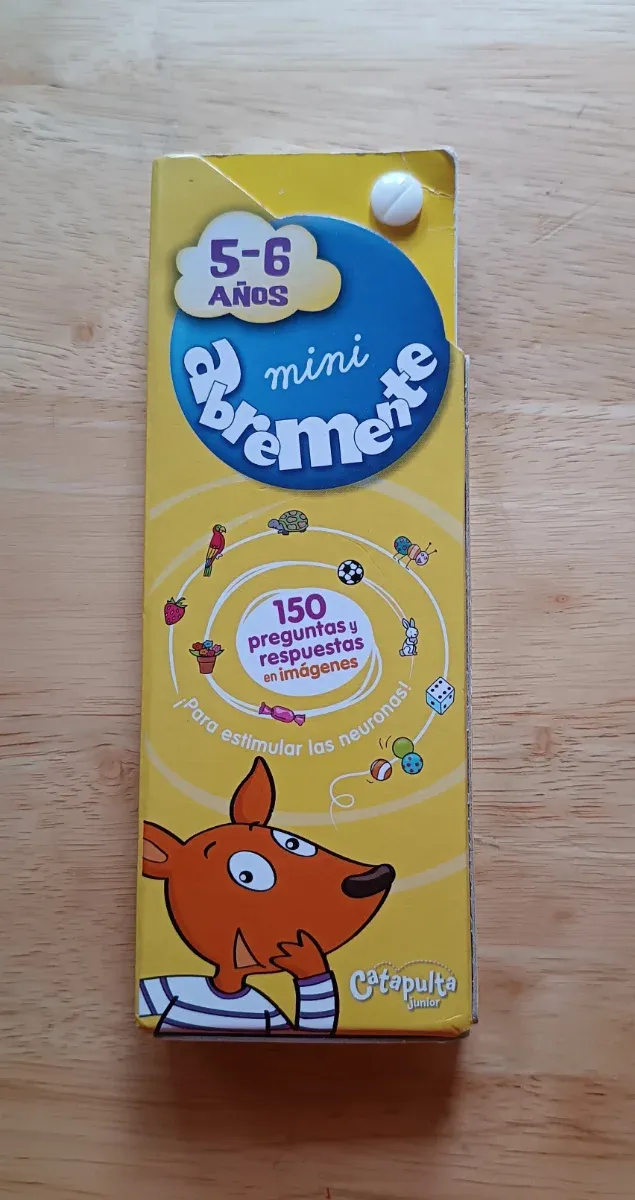 5-6
AÑOS
mini
abremente
150
preguntas y
respuestas
en imágenes
¡Para estimular las neuronas!
Catapulta
junior